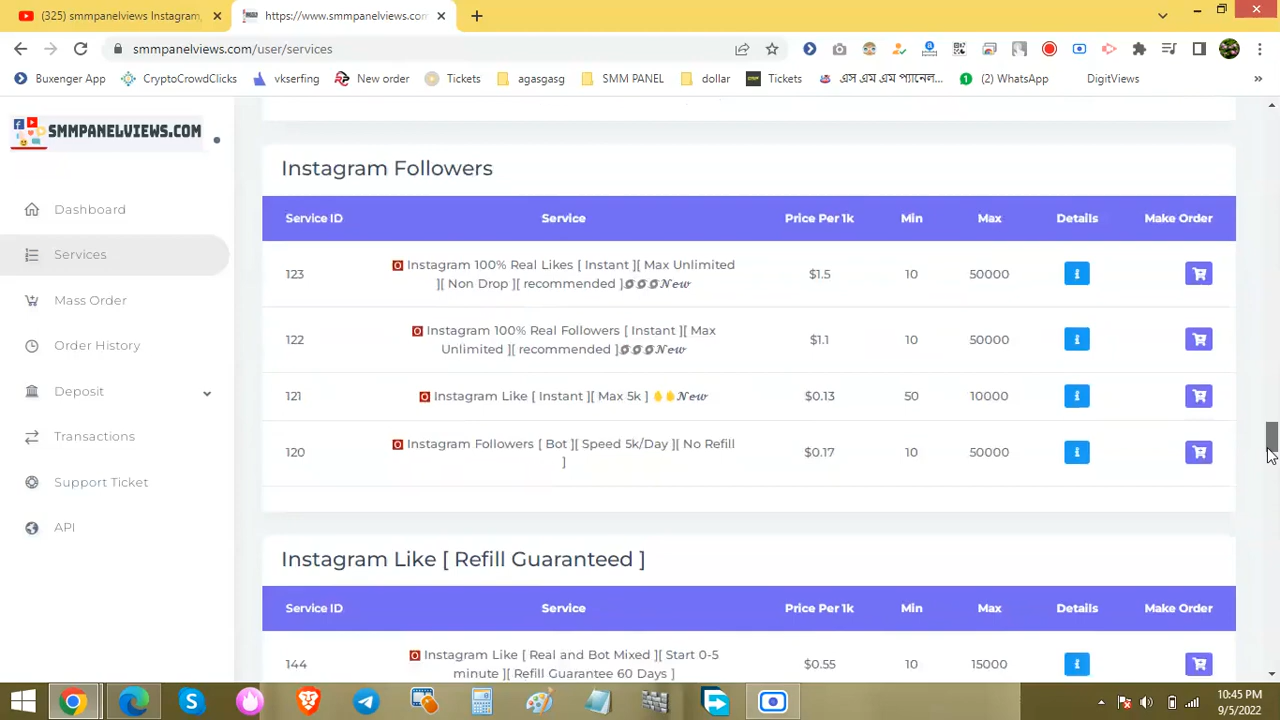 (325) smmpanelviews Instagram,
https://www.smmpanelviews.com
smmpanelviews.com/user/services
Buxenger App
CryptoCrowdClicks
vkserfing
New order
Tickets
agasgasg
SMM PANEL
dollar
Tickets
এস এম এম প্যানেল...
(2) WhatsApp
DigitViews
»
SMMPANELVIEWS.COM
Dashboard
Services
Mass Order
Order History
Deposit
Transactions
Support Ticket
API
Instagram Followers
Service ID Service Price Per 1k Min Max Details Make Order
123 🅾 Instagram 100% Real Likes [ Instant ][ Max Unlimited $1.5 10 50000
][ Non Drop ][ recommended ]𝙉𝙚𝙬
122 🅾 Instagram 100% Real Followers [ Instant ][ Max $1.1 10 50000
Unlimited ][ recommended ]𝙉𝙚𝙬
121 🅾 Instagram Like [ Instant ][ Max 5k ] 𝙉𝙚𝙬 $0.13 50 10000
120 🅾 Instagram Followers [ Bot ][ Speed 5k/Day ][ No Refill $0.17 10 50000
]
Instagram Like [ Refill Guaranteed ]
Service ID Service Price Per 1k Min Max Details Make Order
144 🅾 Instagram Like [ Real and Bot Mixed ][ Start 0-5 $0.55 10 15000
minute ][ Refill Guarantee 60 Days ]
10:45 PM
9/5/2022